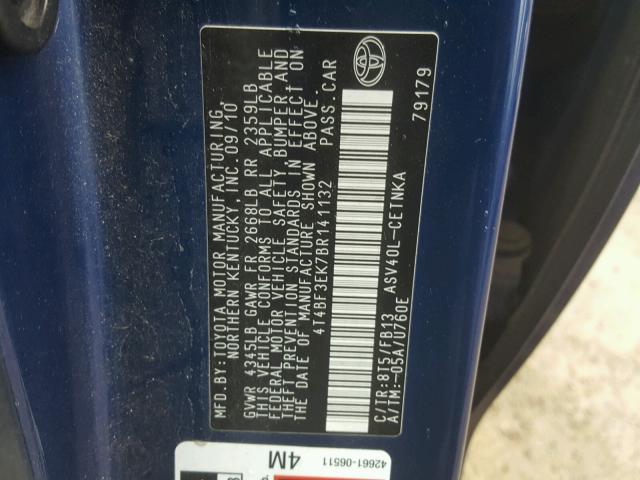 MFD. BY: TOYOTA MOTOR MANUFACTURING,
NORTHERN KENTUCKY, INC. 09/10
GVWR 4345LB GAWR FR 2668LB RR 2359LB
THIS VEHICLE CONFORMS TO ALL APPLICABLE
FEDERAL MOTOR VEHICLE SAFETY, BUMPER, AND
THEFT PREVENTION STANDARDS IN EFFECT ON
THE DATE OF MANUFACTURE SHOWN ABOVE.
4T4BF3EK7BR141132 PASS. CAR
C/TR: 8T5/FB13 ASV40L-CETNKA
A/TM: -05A/U760E
79179
42661-06511
4M